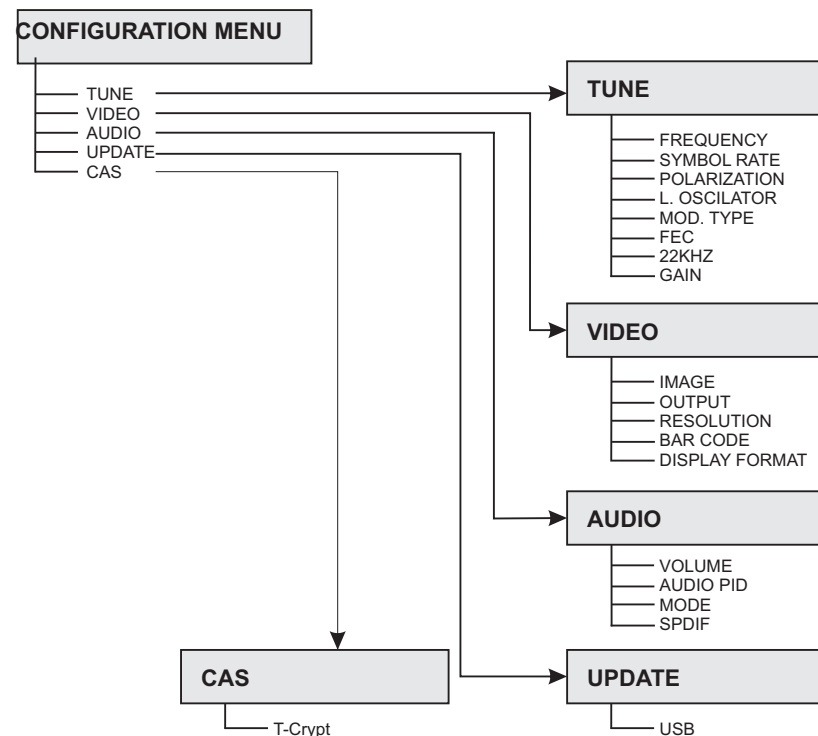 CONFIGURATION MENU
TUNE
VIDEO
AUDIO
UPDATE
CAS
TUNE
FREQUENCY
SYMBOL RATE
POLARIZATION
L. OSCILATOR
MOD. TYPE
FEC
22KHZ
GAIN
VIDEO
IMAGE
OUTPUT
RESOLUTION
BAR CODE
DISPLAY FORMAT
AUDIO
VOLUME
AUDIO PID
MODE
SPDIF
CAS
T-Crypt
UPDATE
USB